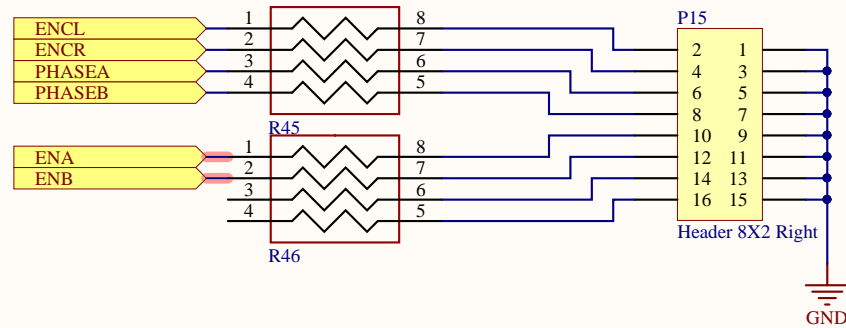 P15
ENCL 1 8 2 1
ENCR 2 7 4 3
PHASEA 3 6 6 5
PHASEB 4 5 8 7
R45
10 9
ENA 1 8 12 11
ENB 2 7 14 13
3 6 16 15
4 5
Header 8X2 Right
R46
GND